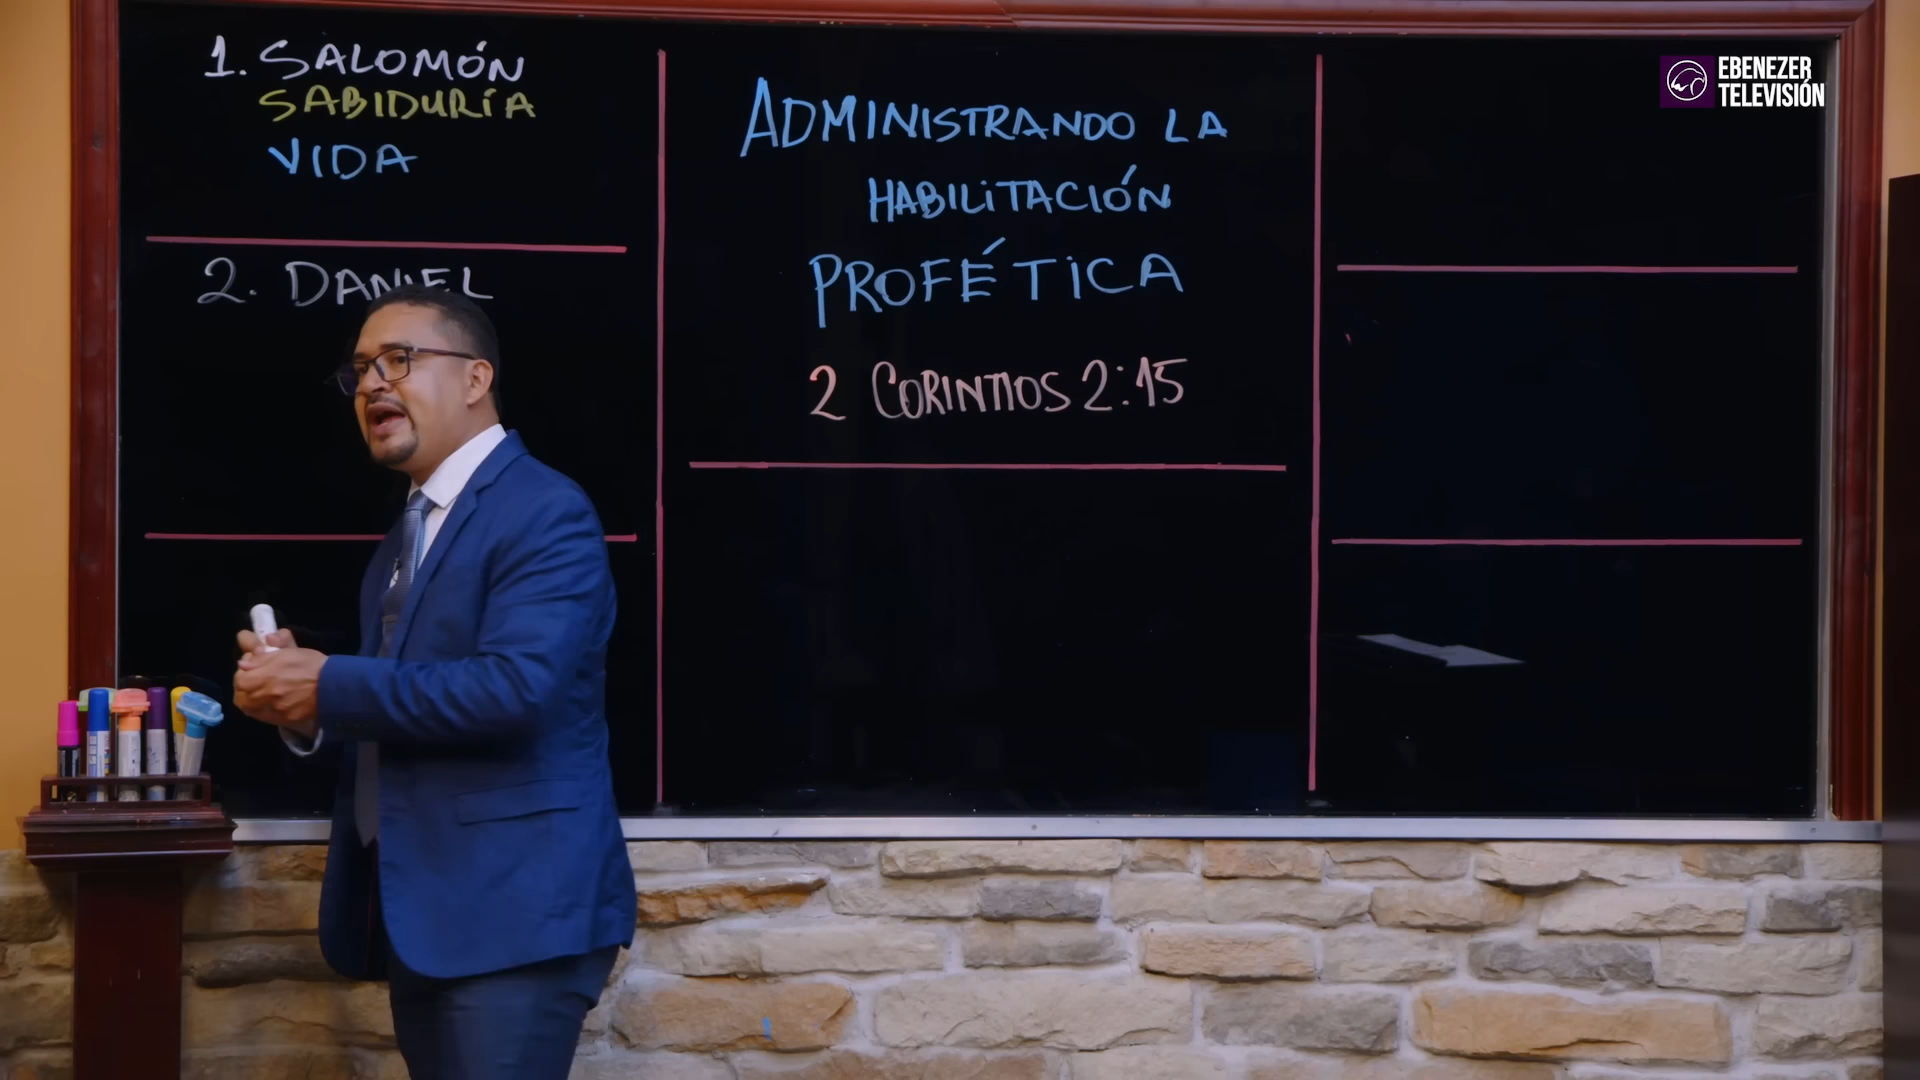 1. SALOMÓN
SABIDURÍA
VIDA
2. DANIEL
ADMINISTRANDO LA
HABILITACIÓN
PROFÉTICA
2 CORINTIOS 2:15
EBENEZER
TELEVISIÓN